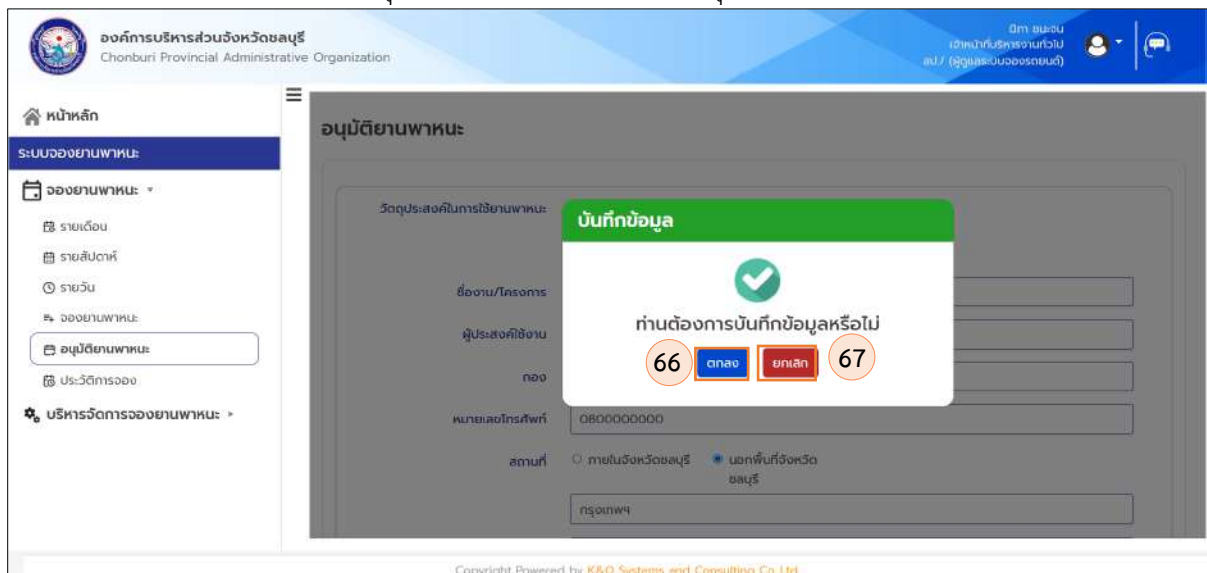 องค์การบริหารส่วนจังหวัดชลบุรี
Chonburi Provincial Administrative Organization
นิภา ชนะจน
เจ้าหน้าที่บริหารงานทั่วไป
(ผู้ดูแลระบบจองรถยนต์)
หน้าหลัก
ระบบจองยานพาหนะ
จองยานพาหนะ
รายเดือน
รายสัปดาห์
รายวัน
จองยานพาหนะ
อนุมัติยานพาหนะ
ประวัติการจอง
บริหารจัดการจองยานพาหนะ
อนุมัติยานพาหนะ
วัตถุประสงค์ในการใช้ยานพาหนะ
บันทึกข้อมูล
ท่านต้องการบันทึกข้อมูลหรือไม่
66 ตกลง ยกเลิก 67
ชื่องาน/โครงการ
ผู้ประสงค์ใช้งาน
กอง
หมายเลขโทรศัพท์ 0800000000
สถานที่ ภายในจังหวัดชลบุรี นอกพื้นที่จังหวัด
ชลบุรี
กรุงเทพฯ
Copyright Powered by K&O Systems and Consulting Co.,Ltd.